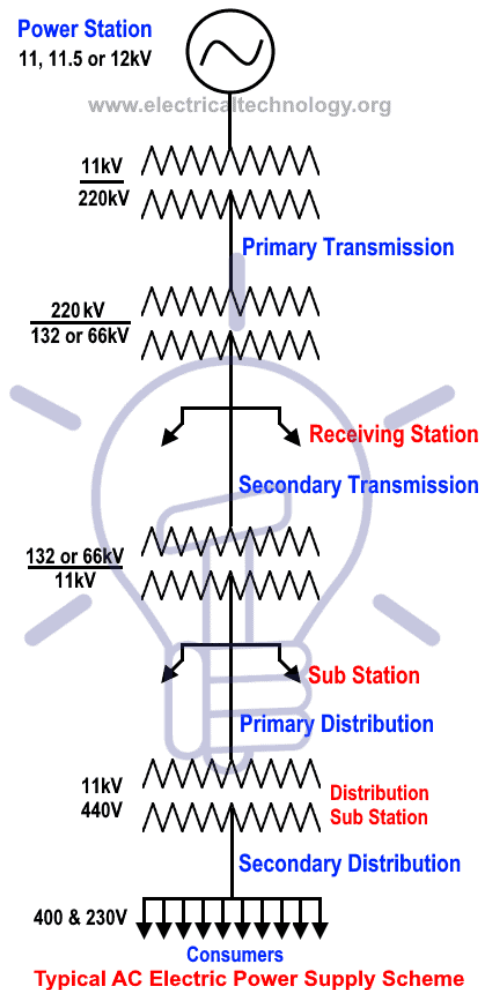 Power Station
11, 11.5 or 12kV
www.electricaltechnology.org
11kV
220kV
Primary Transmission
220 kV
132 or 66kV
Receiving Station
Secondary Transmission
132 or 66kV
11kV
Sub Station
Primary Distribution
11kV
440V
Distribution
Sub Station
Secondary Distribution
400 & 230V
Consumers
Typical AC Electric Power Supply Scheme